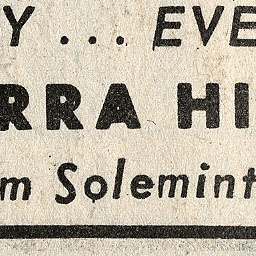 Y ... EVE
RRA HI
m Solemint